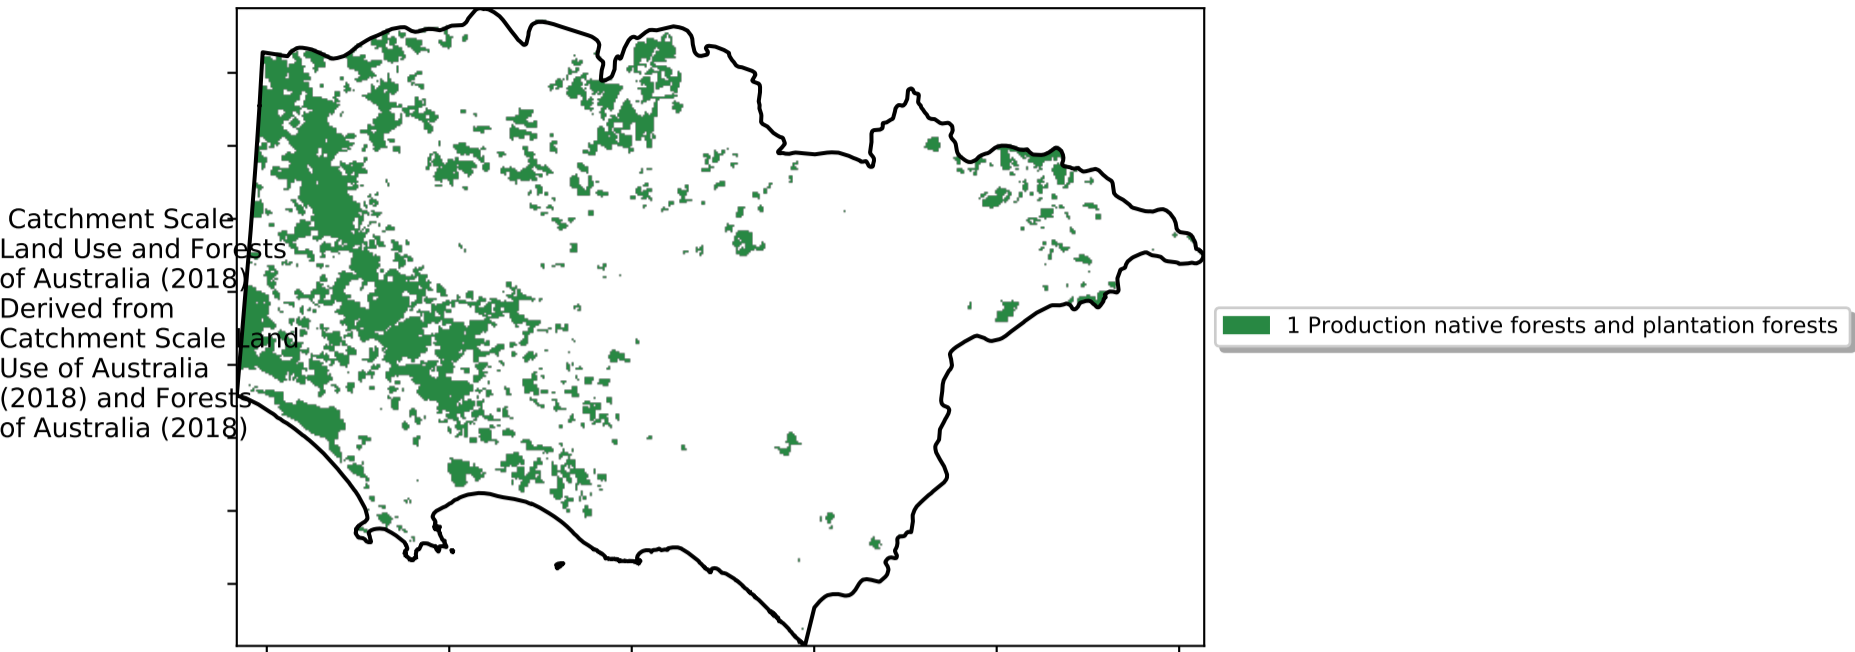 Catchment Scale
Land Use and Forests
of Australia (2018)
Derived from
Catchment Scale Land
Use of Australia
(2018) and Forests
of Australia (2018)
1 Production native forests and plantation forests